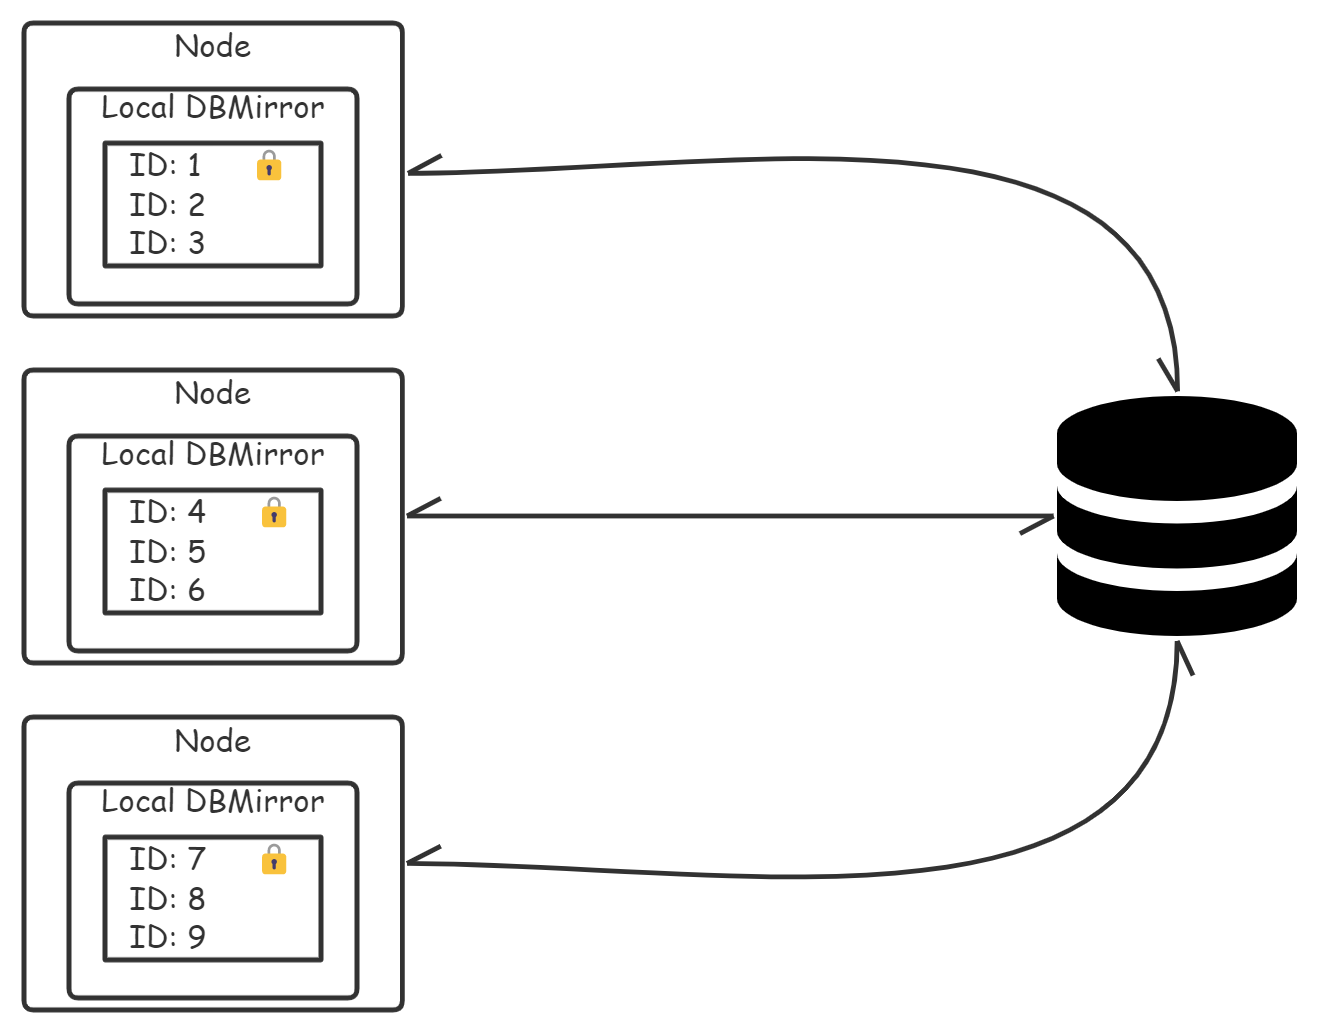 Node
Local DBMirror
ID: 1
ID: 2
ID: 3
Node
Local DBMirror
ID: 4
ID: 5
ID: 6
Node
Local DBMirror
ID: 7
ID: 8
ID: 9